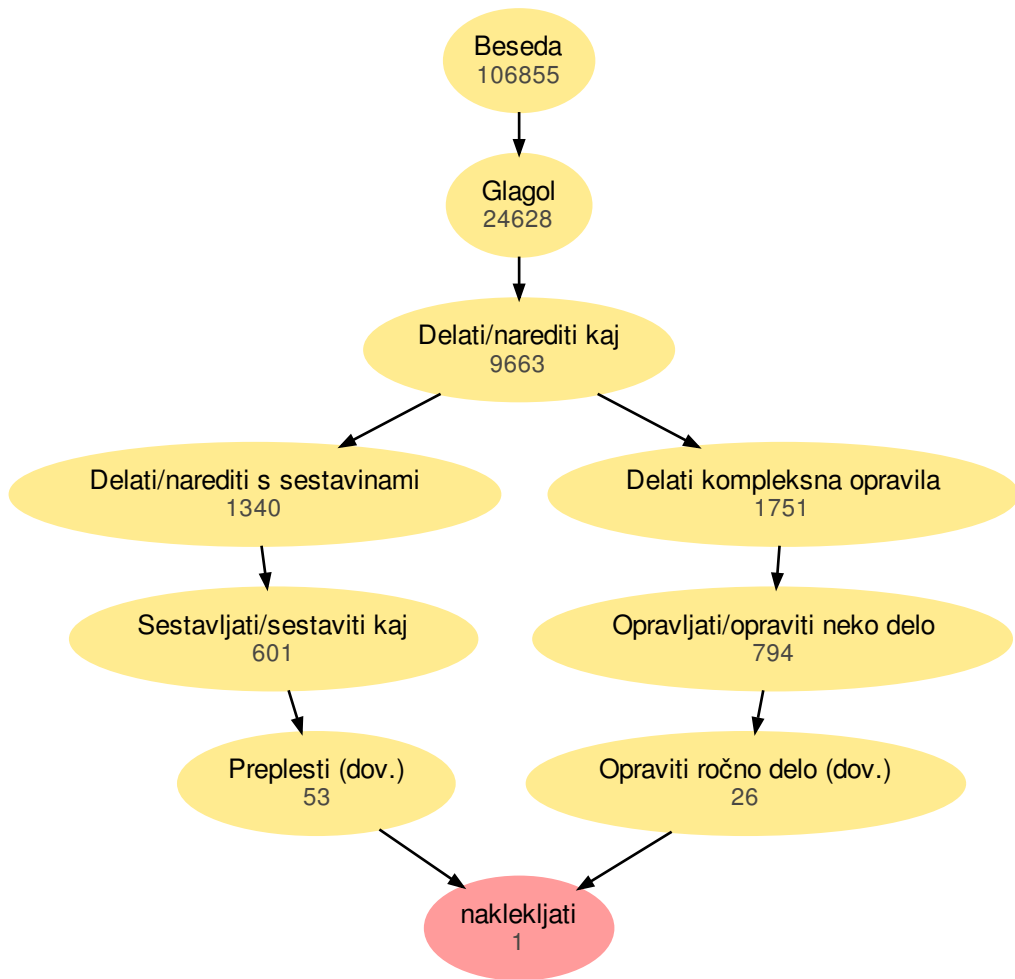 Beseda
106855
Glagol
24628
Delati/narediti kaj
9663
Delati/narediti s sestavinami
1340
Delati kompleksna opravila
1751
Sestavljati/sestaviti kaj
601
Opravljati/opraviti neko delo
794
Preplesti (dov.)
53
Opraviti ročno delo (dov.)
26
naklekljati
1